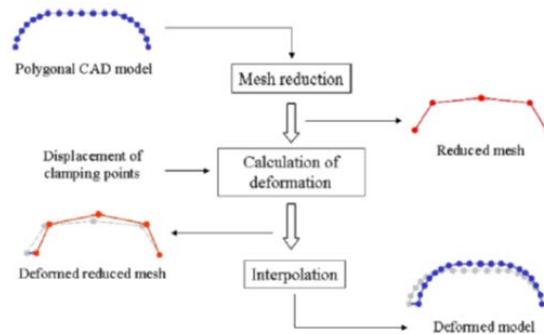 Polygonal CAD model
Mesh reduction
Reduced mesh
Displacement of
clamping points
Calculation of
deformation
Deformed reduced mesh
Interpolation
Deformed model